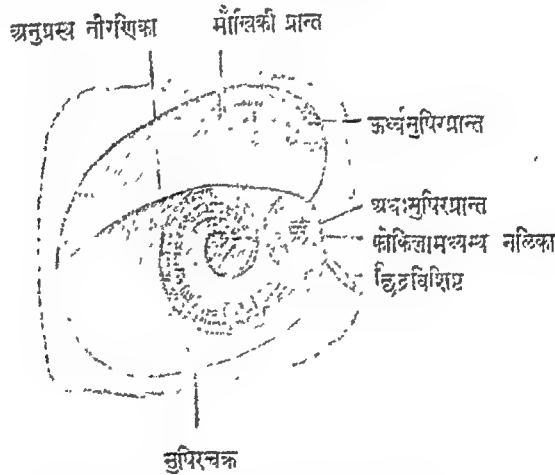 अनुप्रस्थ तोरणिका
मौखिकी प्रान्त
ऊर्ध्वसुषिरप्रान्त
अधःसुषिरप्रान्त
कोकिलामध्यस्थ नलिका
छिद्रविशिष्ट
सुषिरचक्र